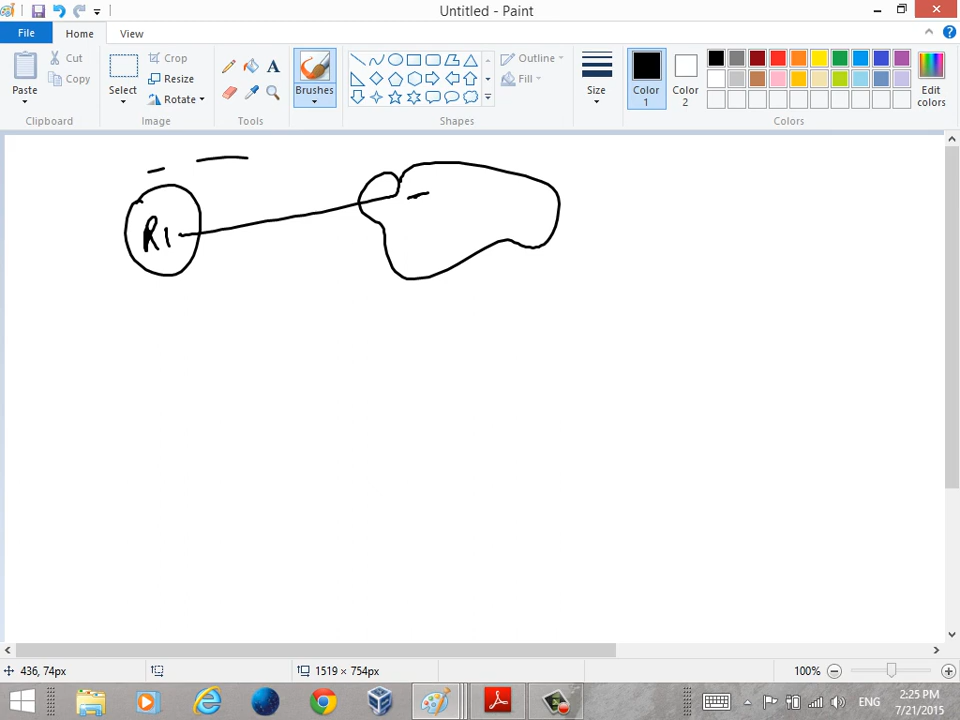 Untitled - Paint
File Home View
Paste
Cut
Copy
Clipboard
Select
Crop
Resize
Rotate
Image
A
Tools
Brushes
Outline
Fill
Shapes
Size
Color 1
Color 2
Edit colors
Colors
R1
436, 74px
1519 × 754px
100%
ENG
2:25 PM
7/21/2015